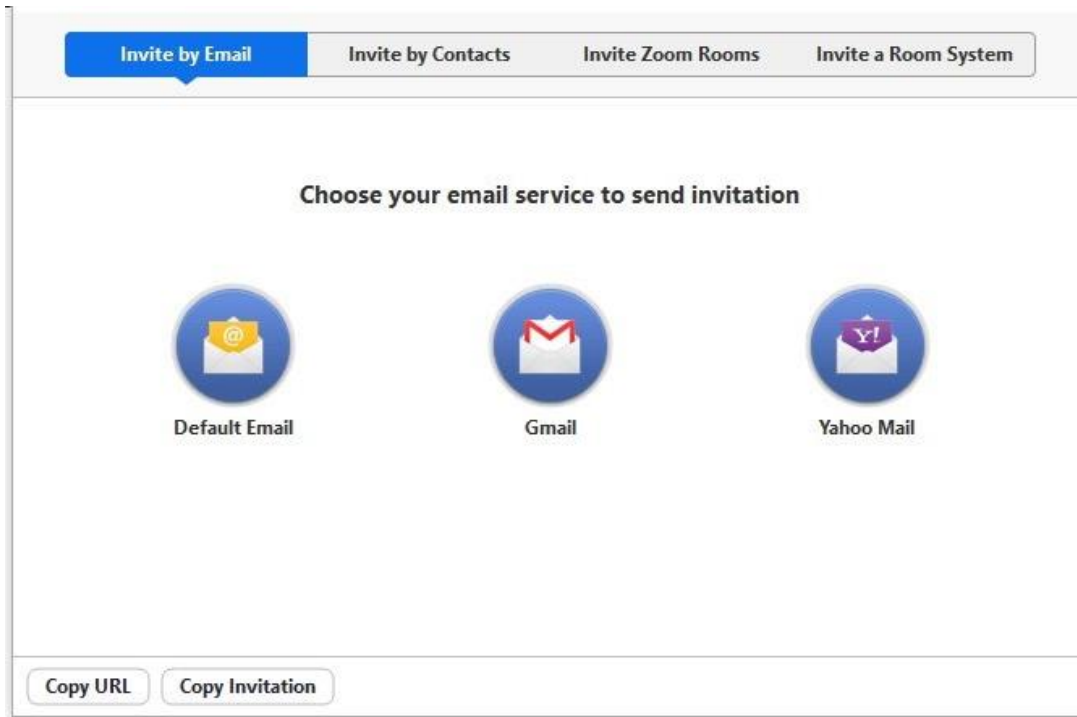 Invite by Email Invite by Contacts Invite Zoom Rooms Invite a Room System
Choose your email service to send invitation
@ Y!
Default Email Gmail Yahoo Mail
Copy URL Copy Invitation